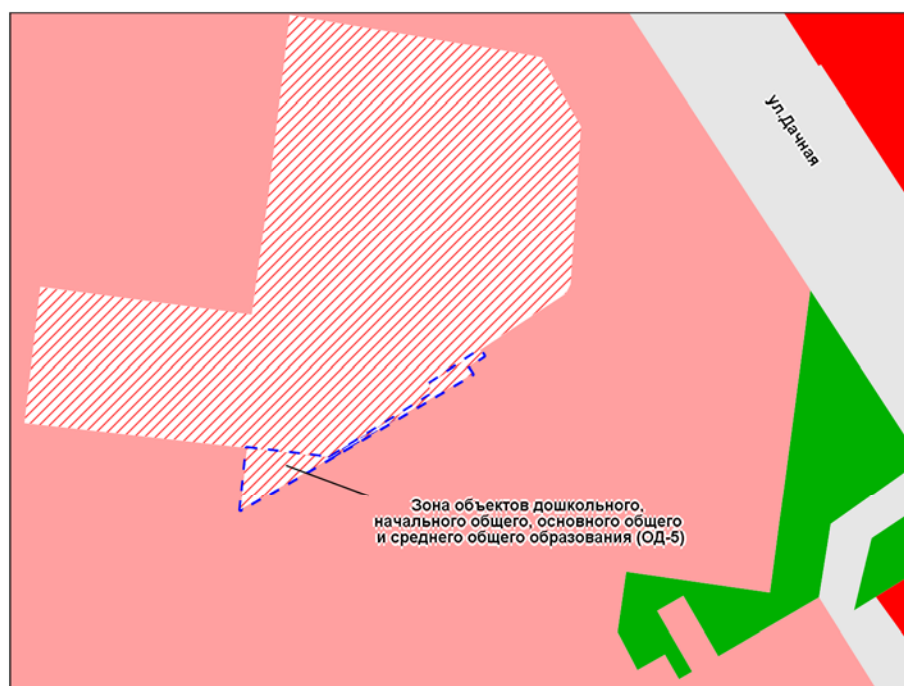 ул.Дачная
Зона объектов дошкольного,
начального общего, основного общего
и среднего общего образования (ОД-5)